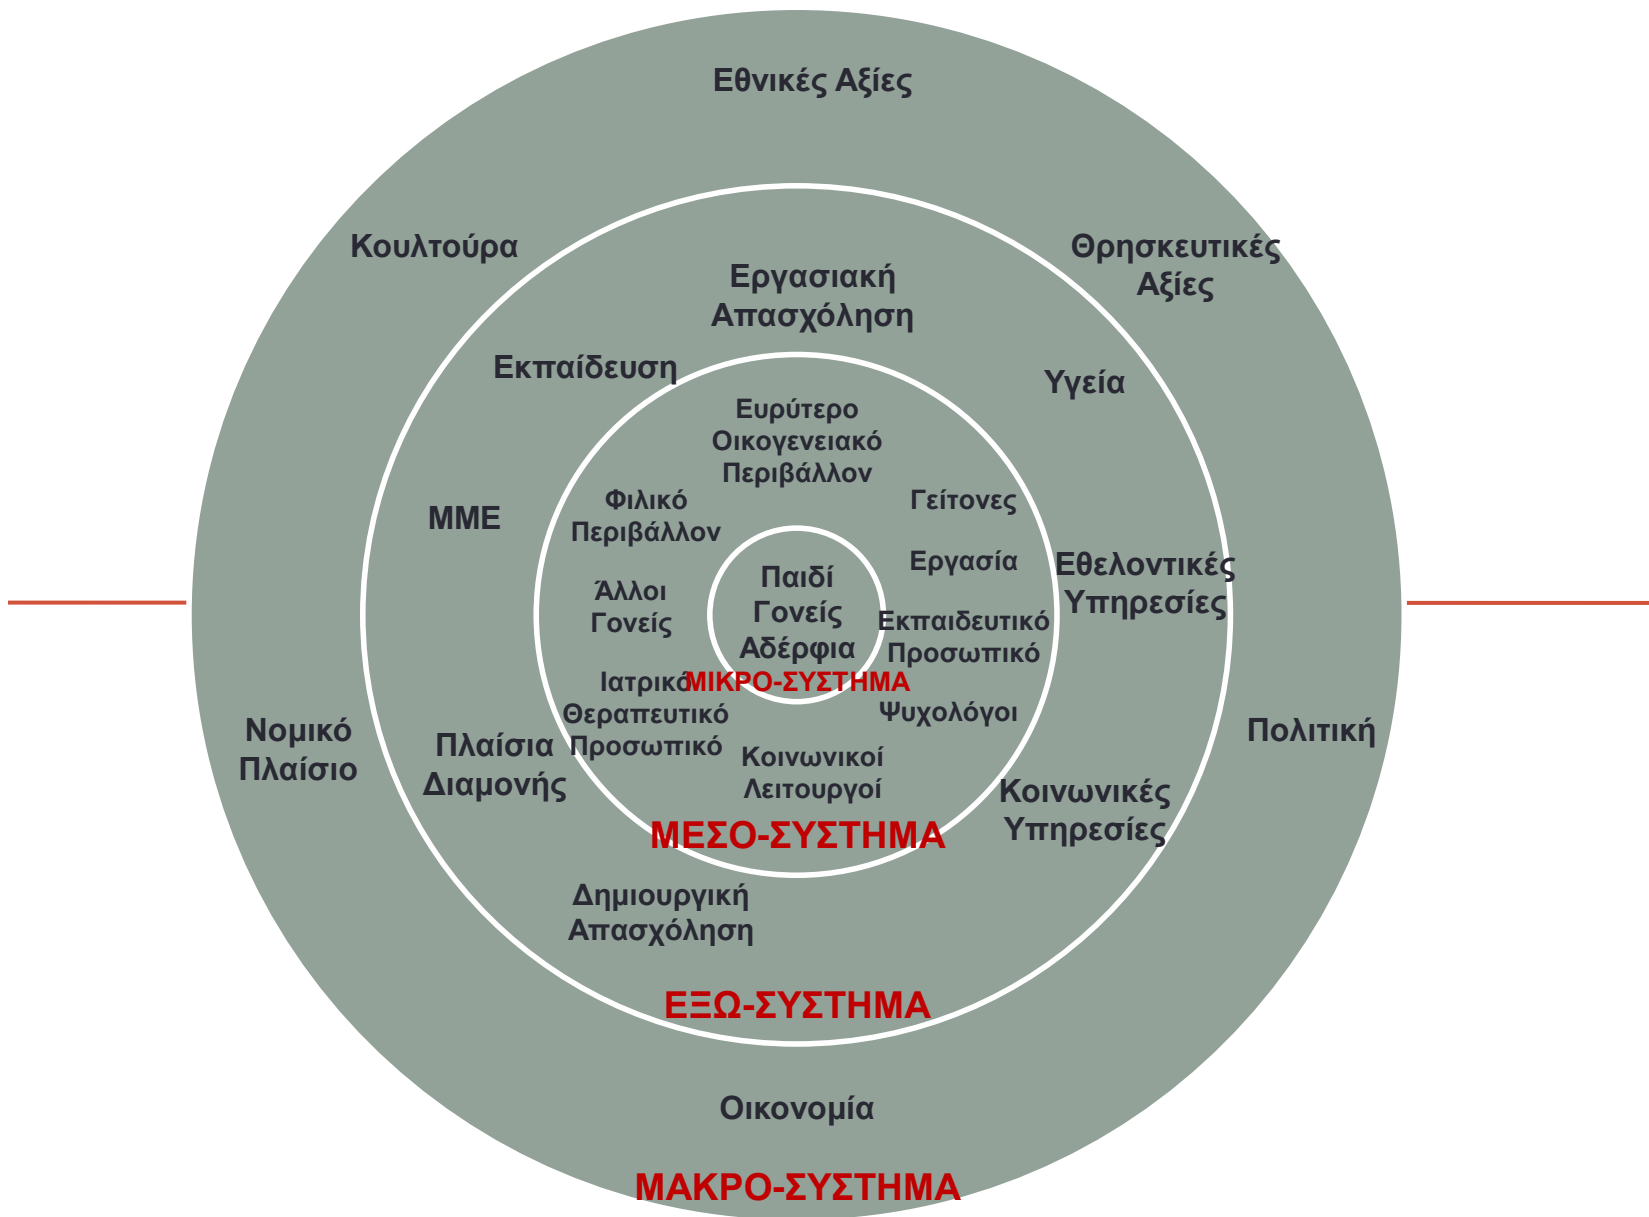 Εθνικές Αξίες
Κουλτούρα
Θρησκευτικές
Αξίες
Εργασιακή
Απασχόληση
Εκπαίδευση
Υγεία
Ευρύτερο
Οικογενειακό
Περιβάλλον
Φιλικό
Περιβάλλον
Γείτονες
ΜΜΕ
Εργασία
Εθελοντικές
Υπηρεσίες
Άλλοι
Γονείς
Παιδί
Γονείς
Αδέρφια
ΜΙΚΡΟ-ΣΥΣΤΗΜΑ
Εκπαιδευτικό
Προσωπικό
Ιατρικό
Θεραπευτικό
Προσωπικό
Ψυχολόγοι
Νομικό
Πλαίσιο
Πλαίσια
Διαμονής
Κοινωνικοί
Λειτουργοί
Πολιτική
Κοινωνικές
Υπηρεσίες
ΜΕΣΟ-ΣΥΣΤΗΜΑ
Δημιουργική
Απασχόληση
ΕΞΩ-ΣΥΣΤΗΜΑ
Οικονομία
ΜΑΚΡΟ-ΣΥΣΤΗΜΑ